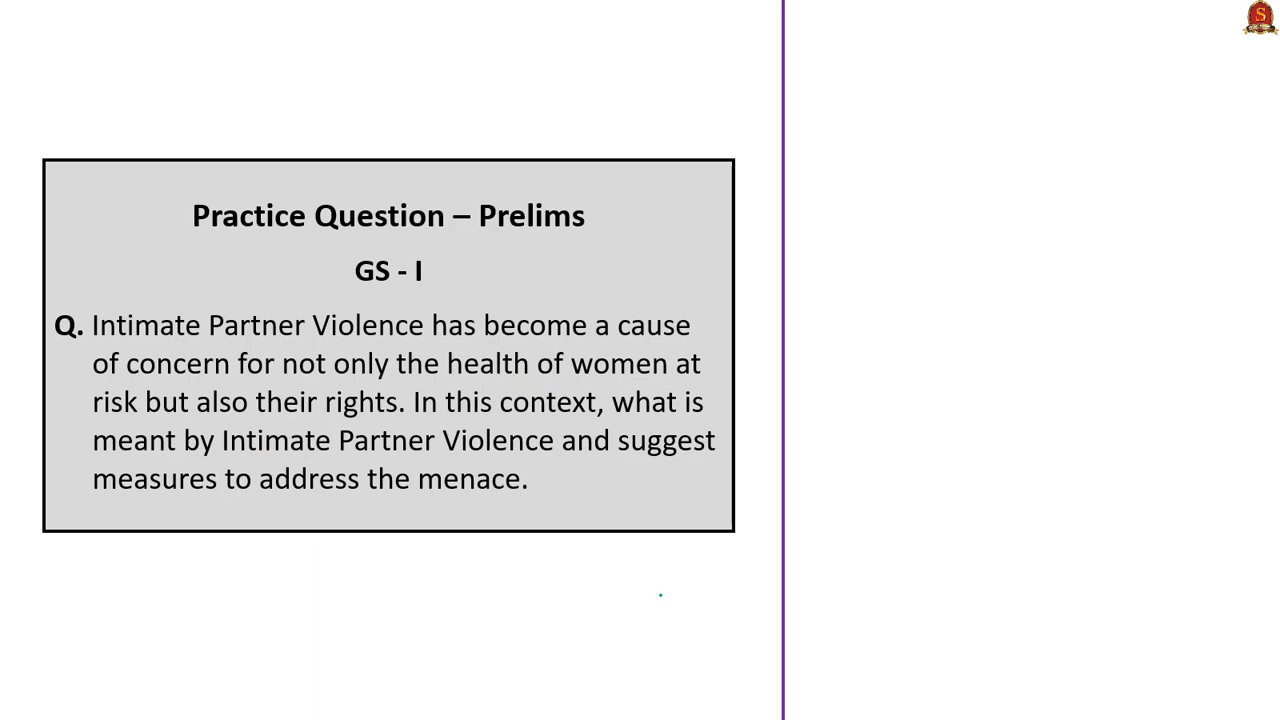 Practice Question – Prelims
GS - I
Q. Intimate Partner Violence has become a cause
of concern for not only the health of women at
risk but also their rights. In this context, what is
meant by Intimate Partner Violence and suggest
measures to address the menace.
S